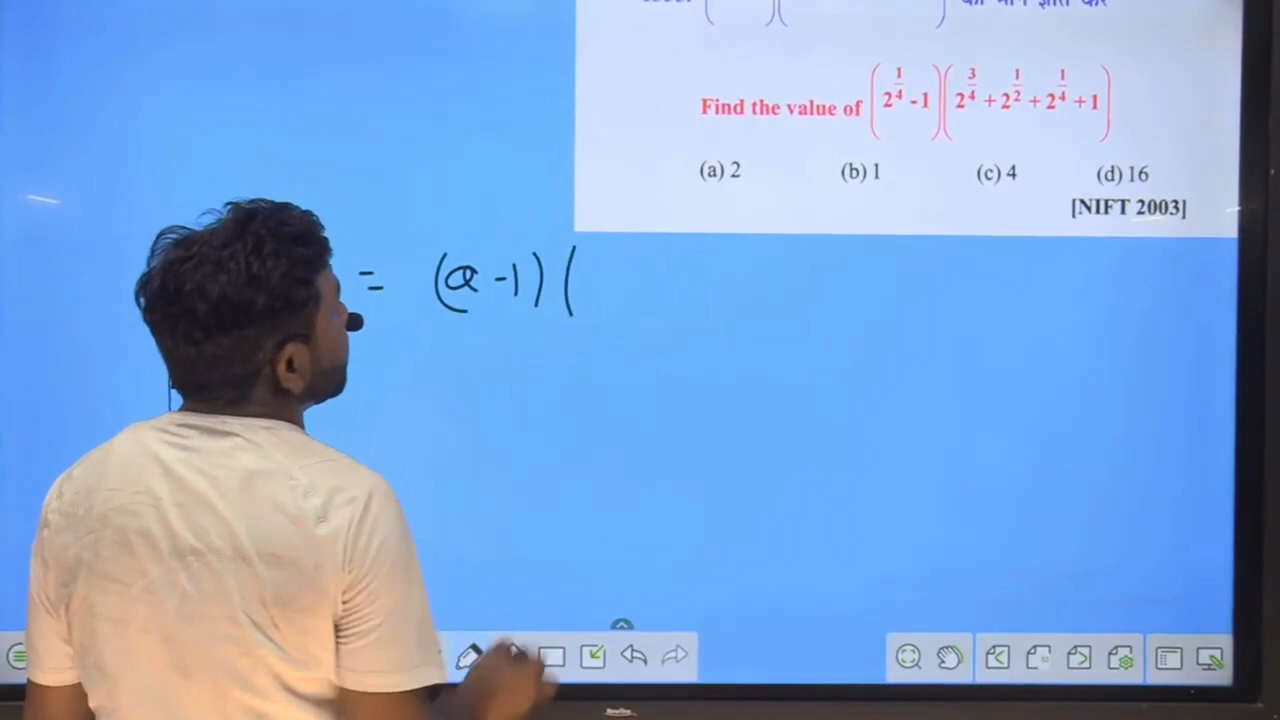 का मान ज्ञात करें
Find the value of (2^{1/4} - 1)(2^{3/4} + 2^{1/2} + 2^{1/4} + 1)
(a) 2 (b) 1 (c) 4 (d) 16
[NIFT 2003]
= (a - 1) (